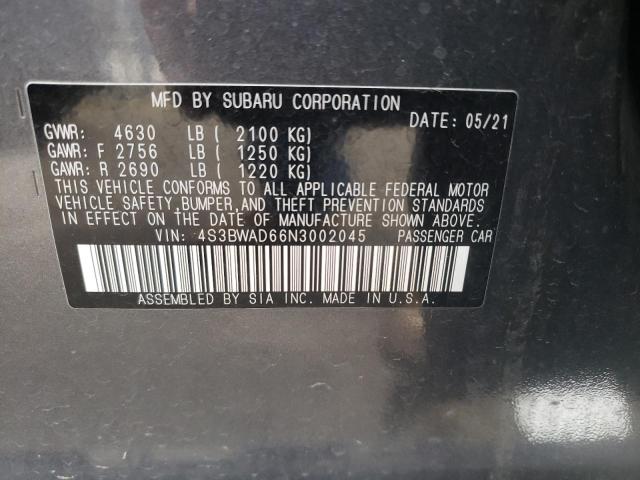 MFD BY SUBARU CORPORATION
DATE: 05/21
GVWR: 4630 LB ( 2100 KG)
GAWR: F 2756 LB ( 1250 KG)
GAWR: R 2690 LB ( 1220 KG)
THIS VEHICLE CONFORMS TO ALL APPLICABLE FEDERAL MOTOR
VEHICLE SAFETY,BUMPER,AND THEFT PREVENTION STANDARDS
IN EFFECT ON THE DATE OF MANUFACTURE SHOWN ABOVE.
VIN: 4S3BWAD66N3002045 PASSENGER CAR
ASSEMBLED BY SIA INC. MADE IN U.S.A.